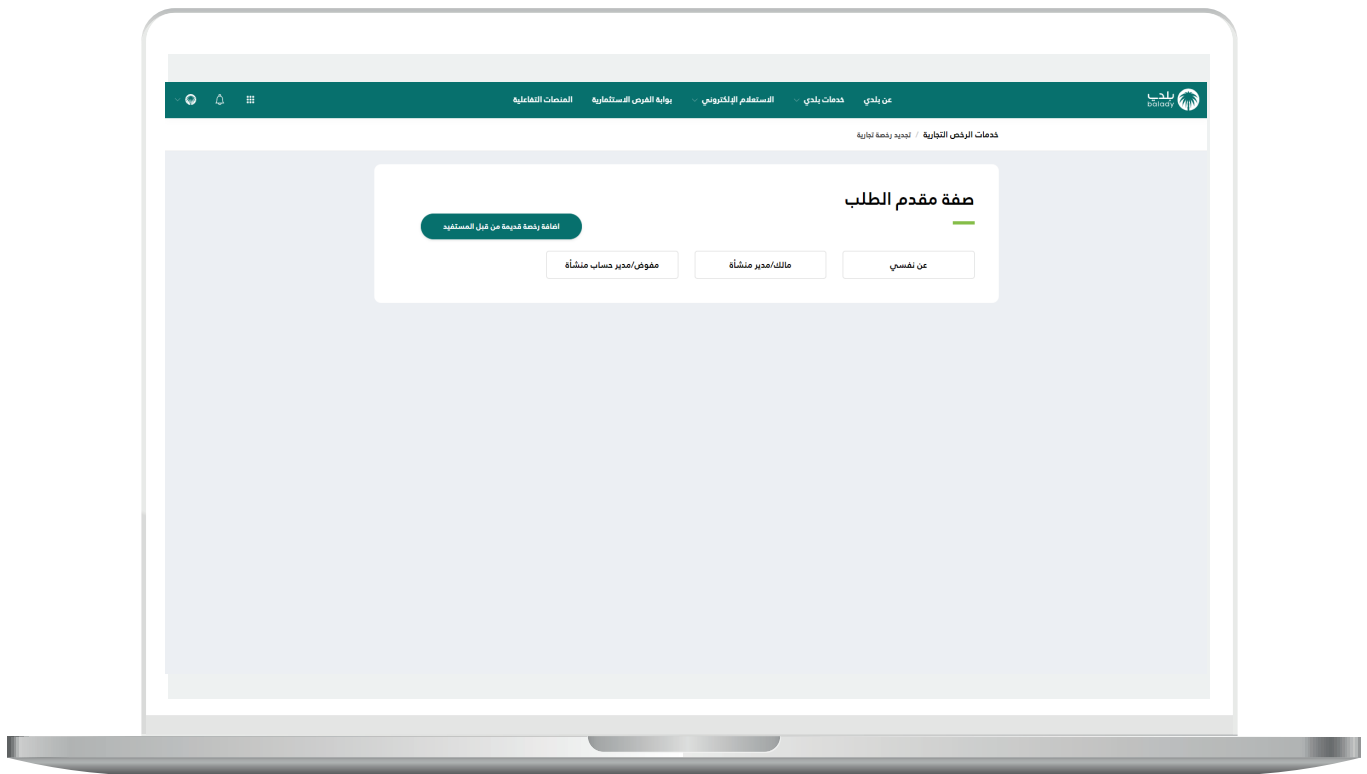 بلدي
balady
عن بلدي
خدمات بلدي
الاستعلام الإلكتروني
بوابة الفرص الاستثمارية
المنصات التفاعلية
خدمات الرخص التجارية / تجديد رخصة تجارية
صفة مقدم الطلب
اضافة رخصة قديمة من قبل المستفيد
عن نفسي
مالك/مدير منشأة
مفوض/مدير حساب منشأة